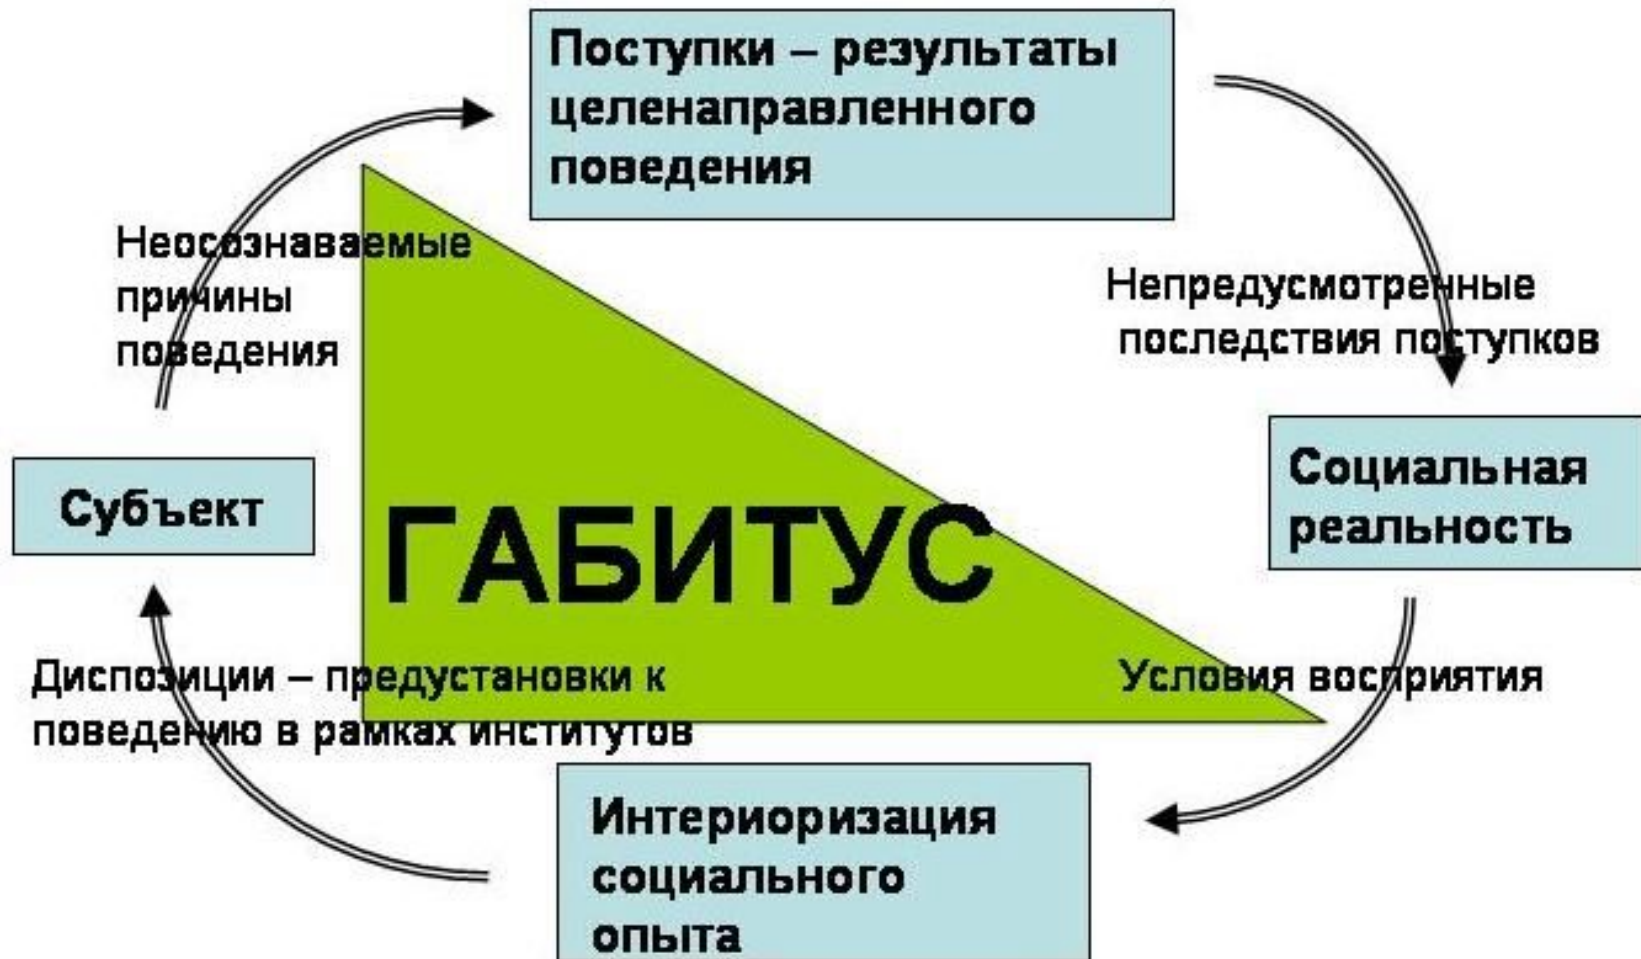 Поступки – результаты
целенаправленного
поведения
Неосознаваемые
причины
поведения
Непредусмотренные
последствия поступков
Субъект
ГАБИТУС
Социальная
реальность
Диспозиции – предустановки к
поведению в рамках институтов
Условия восприятия
Интериоризация
социального
опыта